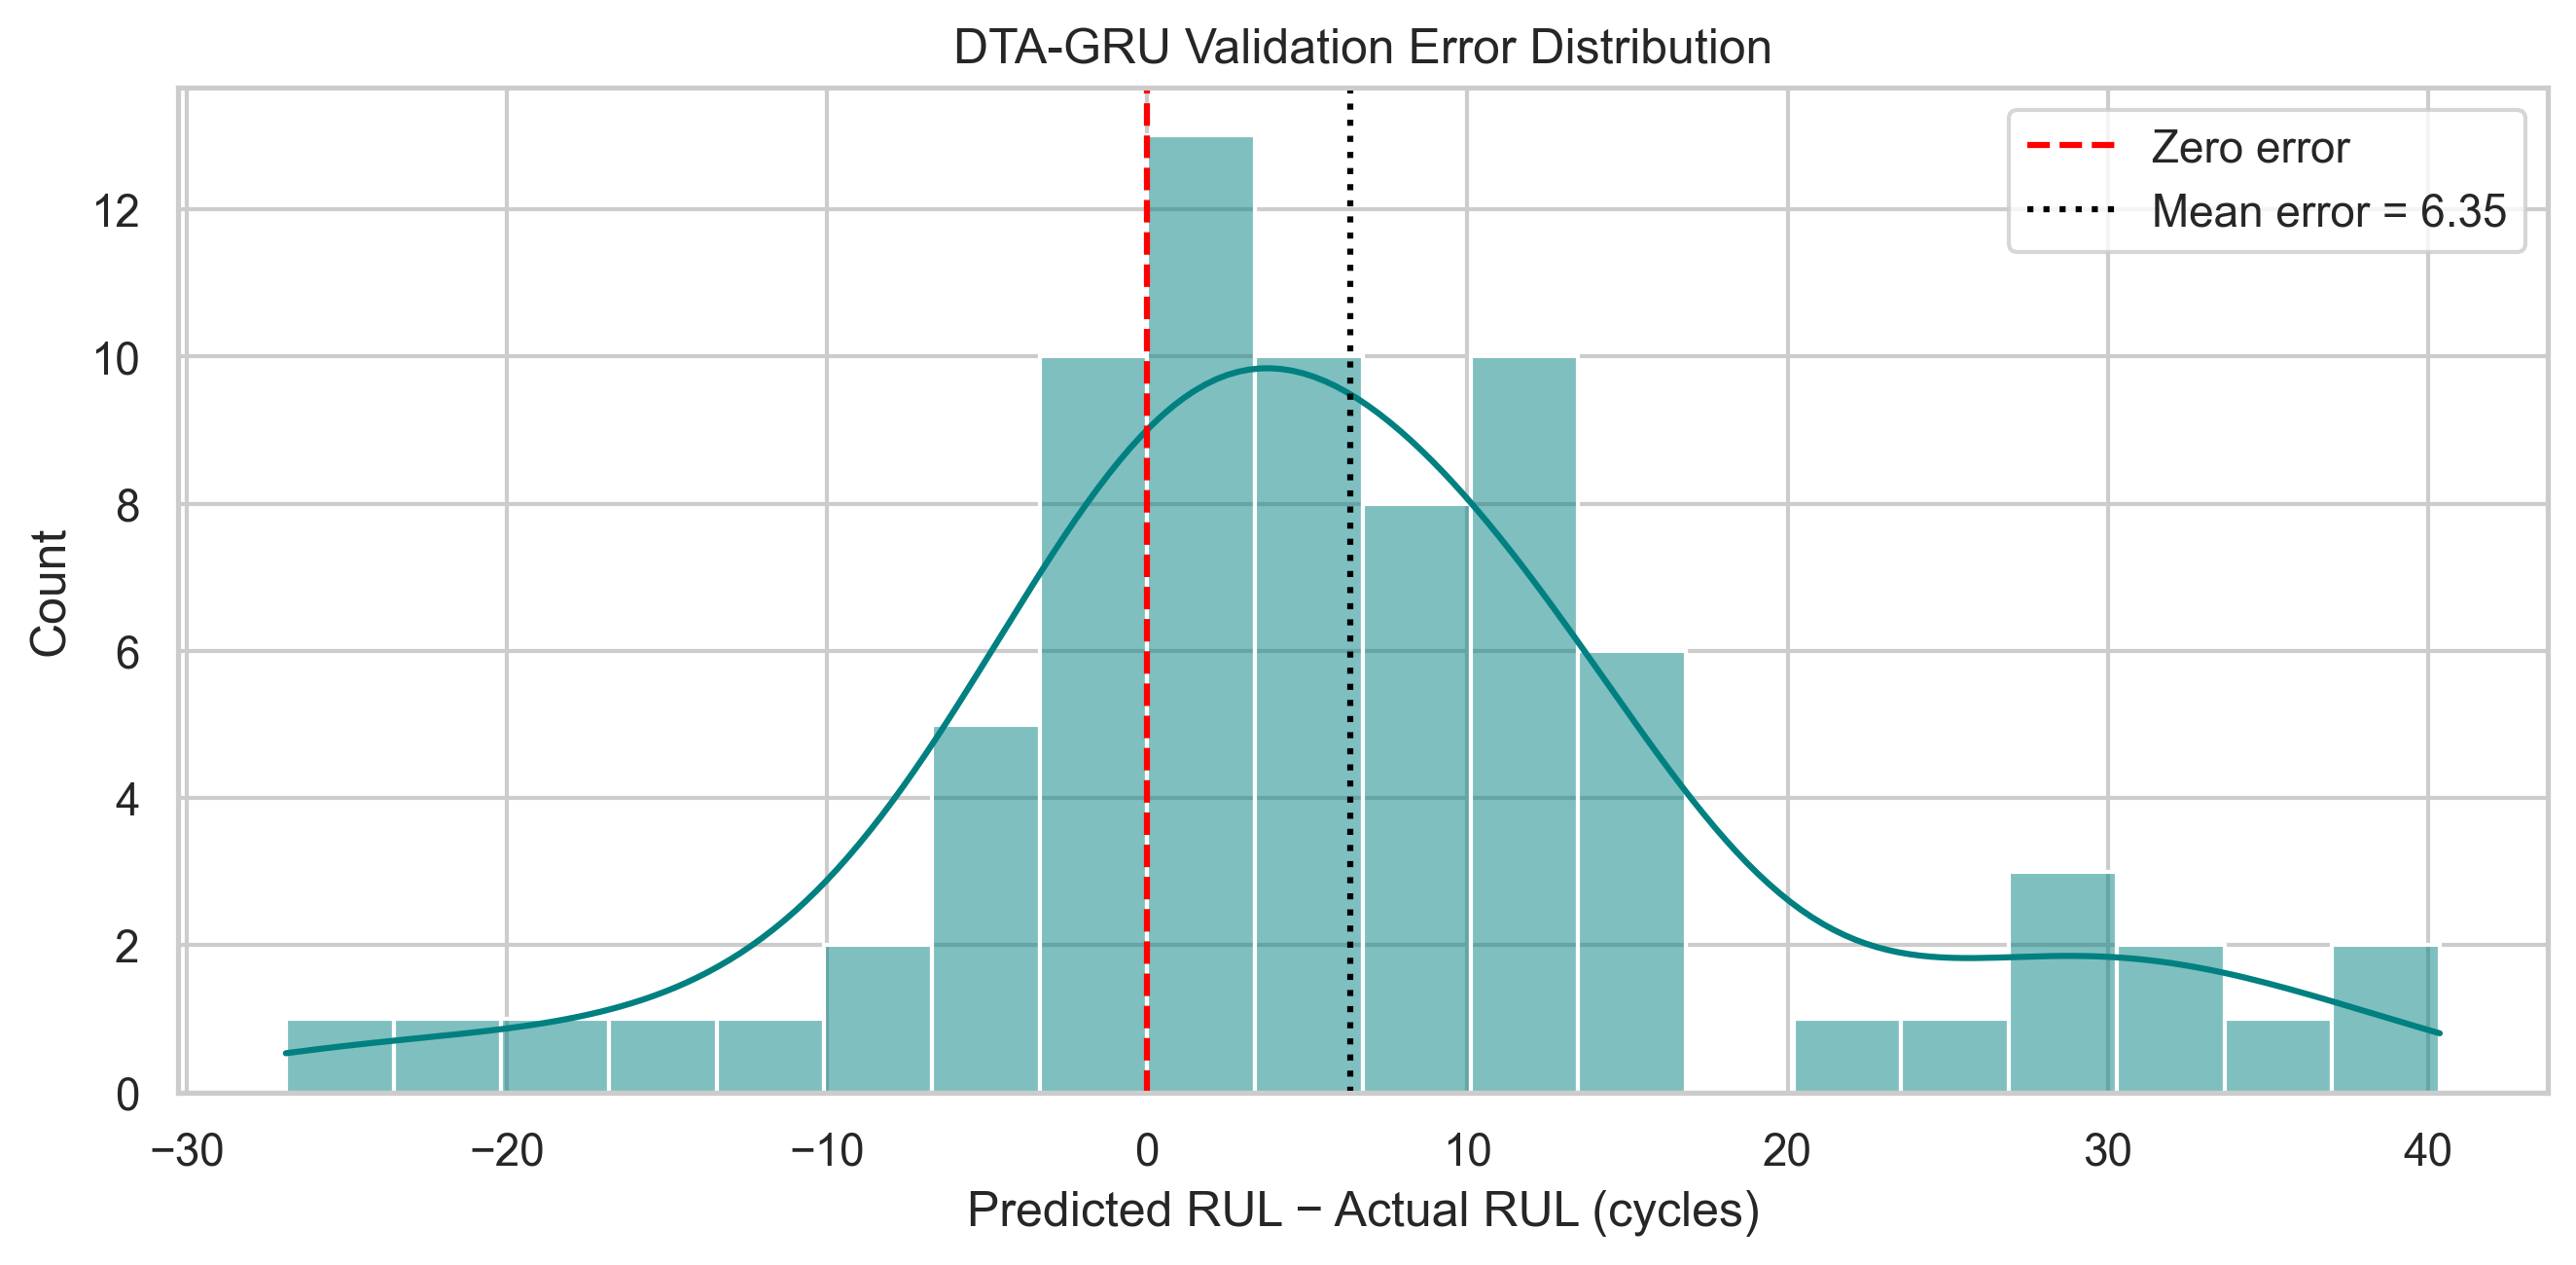 DTA-GRU Validation Error Distribution
Zero error
Mean error = 6.35
Count
12
10
8
6
4
2
0
−30 −20 −10 0 10 20 30 40
Predicted RUL − Actual RUL (cycles)